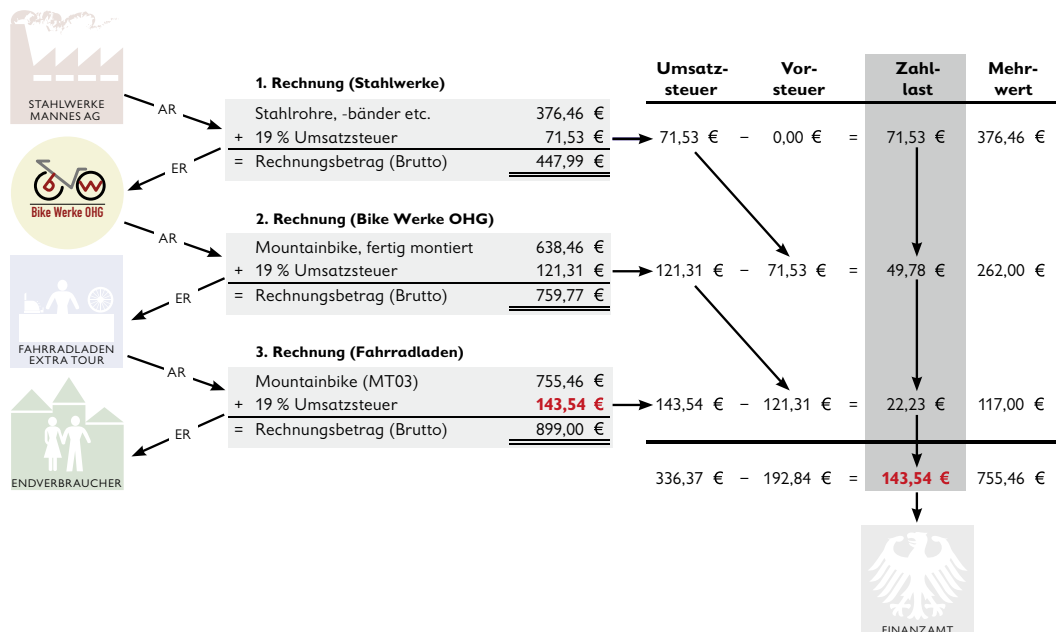 Umsatz-
steuer
Vor-
steuer
Zahl-
last
Mehr-
wert
STAHLWERKE
MANNES AG
AR
1. Rechnung (Stahlwerke)
Stahlrohre, -bänder etc. 376,46 €
+ 19 % Umsatzsteuer 71,53 €
= Rechnungsbetrag (Brutto) 447,99 €
71,53 € – 0,00 € = 71,53 € 376,46 €
ER
Bike Werke OHG
AR
2. Rechnung (Bike Werke OHG)
Mountainbike, fertig montiert 638,46 €
+ 19 % Umsatzsteuer 121,31 €
= Rechnungsbetrag (Brutto) 759,77 €
121,31 € – 71,53 € = 49,78 € 262,00 €
ER
FAHRRADLADEN
EXTRA TOUR
AR
3. Rechnung (Fahrradladen)
Mountainbike (MT03) 755,46 €
+ 19 % Umsatzsteuer 143,54 €
= Rechnungsbetrag (Brutto) 899,00 €
143,54 € – 121,31 € = 22,23 € 117,00 €
ER
ENDVERBRAUCHER
336,37 € – 192,84 € = 143,54 € 755,46 €
FINANZAMT